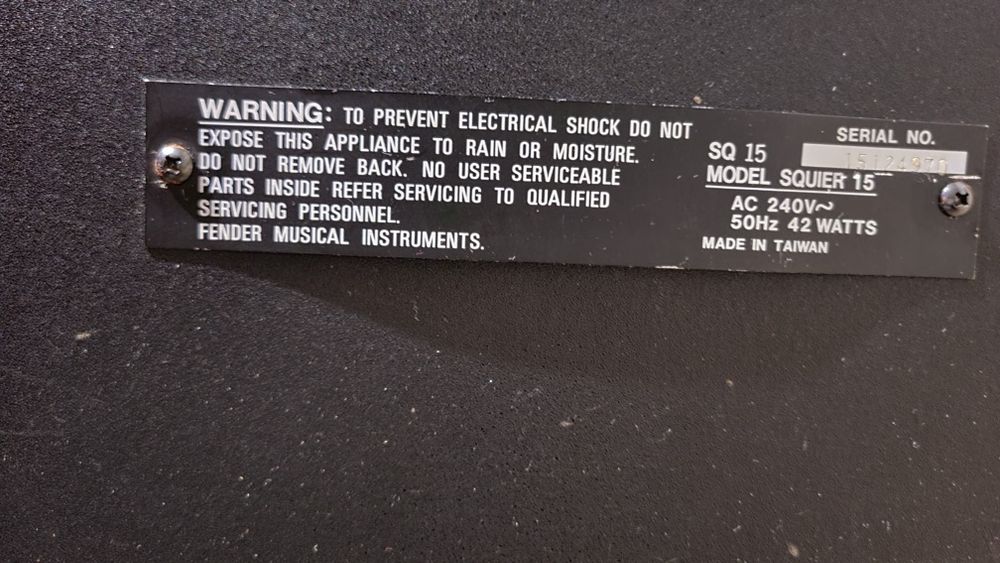 WARNING: TO PREVENT ELECTRICAL SHOCK DO NOT
EXPOSE THIS APPLIANCE TO RAIN OR MOISTURE.
DO NOT REMOVE BACK. NO USER SERVICEABLE
PARTS INSIDE REFER SERVICING TO QUALIFIED
SERVICING PERSONNEL.
FENDER MUSICAL INSTRUMENTS.
SERIAL NO.
SQ 15
15124970
MODEL SQUIER 15
AC 240V~
50Hz 42 WATTS
MADE IN TAIWAN